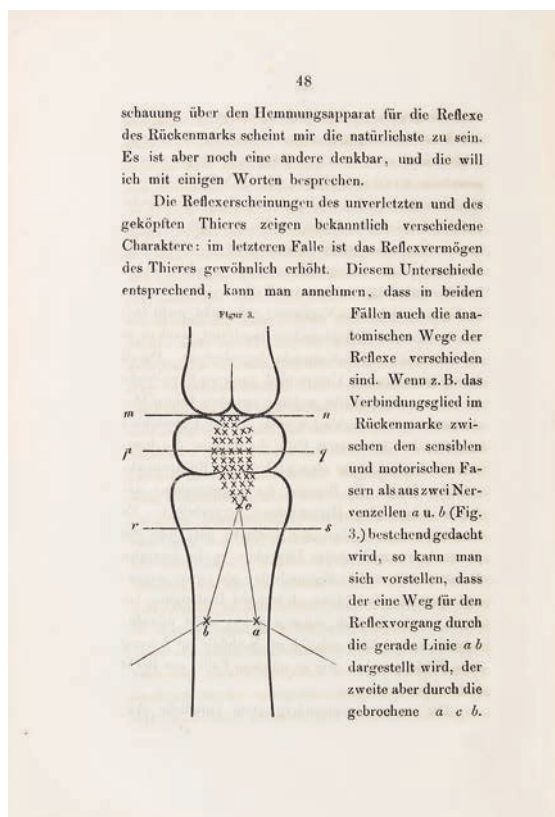 48
schauung über den Hemmungsapparat für die Reflexe
des Rückenmarks scheint mir die natürlichste zu sein.
Es ist aber noch eine andere denkbar, und die will
ich mit einigen Worten besprechen.
Die Reflexerscheinungen des unverletzten und des
geköpften Thieres zeigen bekanntlich verschiedene
Charaktere: im letzteren Falle ist das Reflexvermögen
des Thieres gewöhnlich erhöht. Diesem Unterschiede
entsprechend, kann man annehmen, dass in beiden
Figur 3.
m n
p q
c
r s
b a
Fällen auch die ana-
tomischen Wege der
Reflexe verschieden
sind. Wenn z. B. das
Verbindungsglied im
Rückenmarke zwi-
schen den sensiblen
und motorischen Fa-
sern als aus zwei Ner-
venzellen a u. b (Fig.
3.) bestehend gedacht
wird, so kann man
sich vorstellen, dass
der eine Weg für den
Reflexvorgang durch
die gerade Linie a b
dargestellt wird, der
zweite aber durch die
gebrochene a c b.